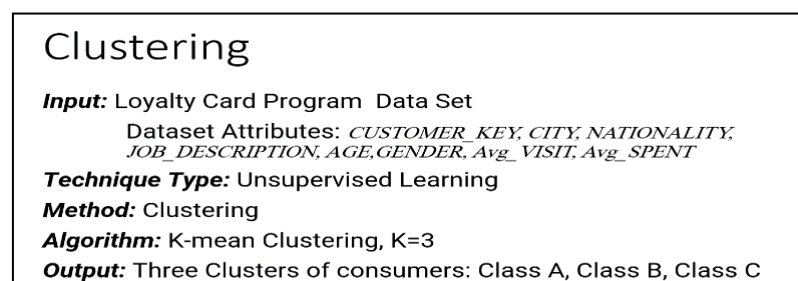 Clustering
Input: Loyalty Card Program Data Set
Dataset Attributes: CUSTOMER_KEY, CITY, NATIONALITY,
JOB_DESCRIPTION, AGE,GENDER, Avg_VISIT, Avg_SPENT
Technique Type: Unsupervised Learning
Method: Clustering
Algorithm: K-mean Clustering, K=3
Output: Three Clusters of consumers: Class A, Class B, Class C